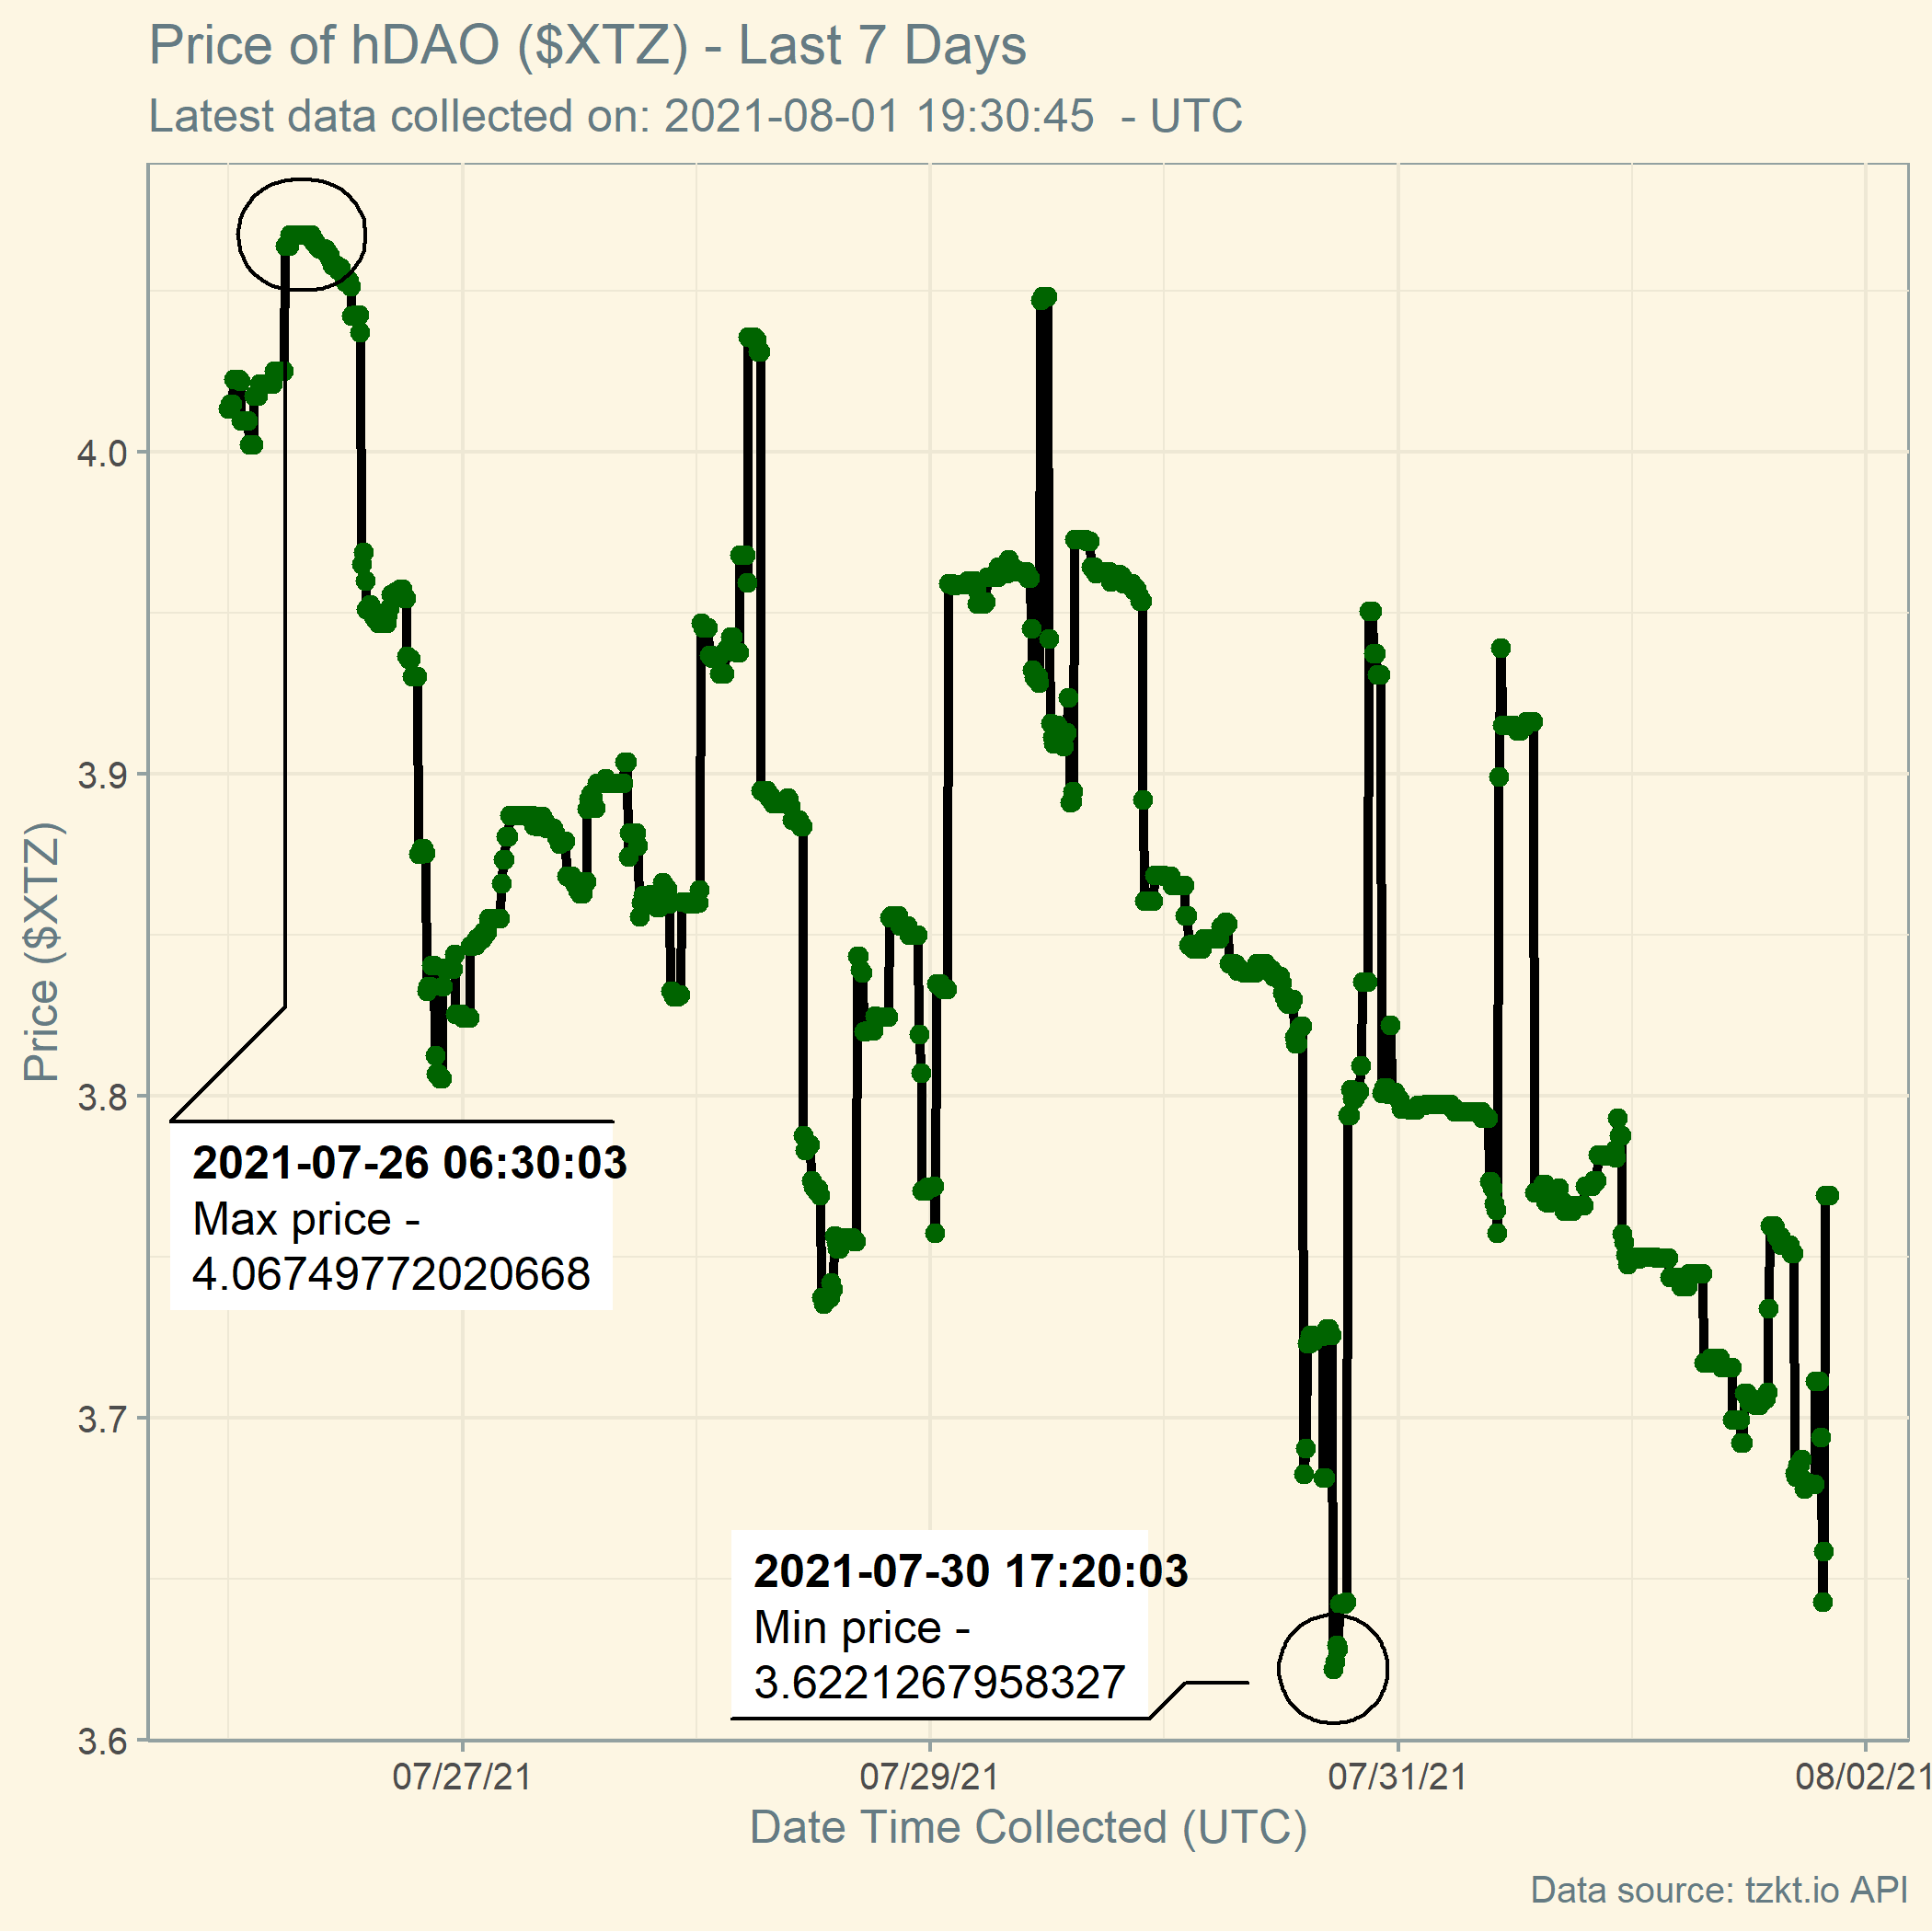 Price of hDAO ($XTZ) - Last 7 Days
Latest data collected on: 2021-08-01 19:30:45  - UTC
Price ($XTZ)
4.0
3.9
3.8
3.7
3.6
2021-07-26 06:30:03
Max price -
4.06749772020668
2021-07-30 17:20:03
Min price -
3.6221267958327
07/27/21
07/29/21
07/31/21
08/02/21
Date Time Collected (UTC)
Data source: tzkt.io API